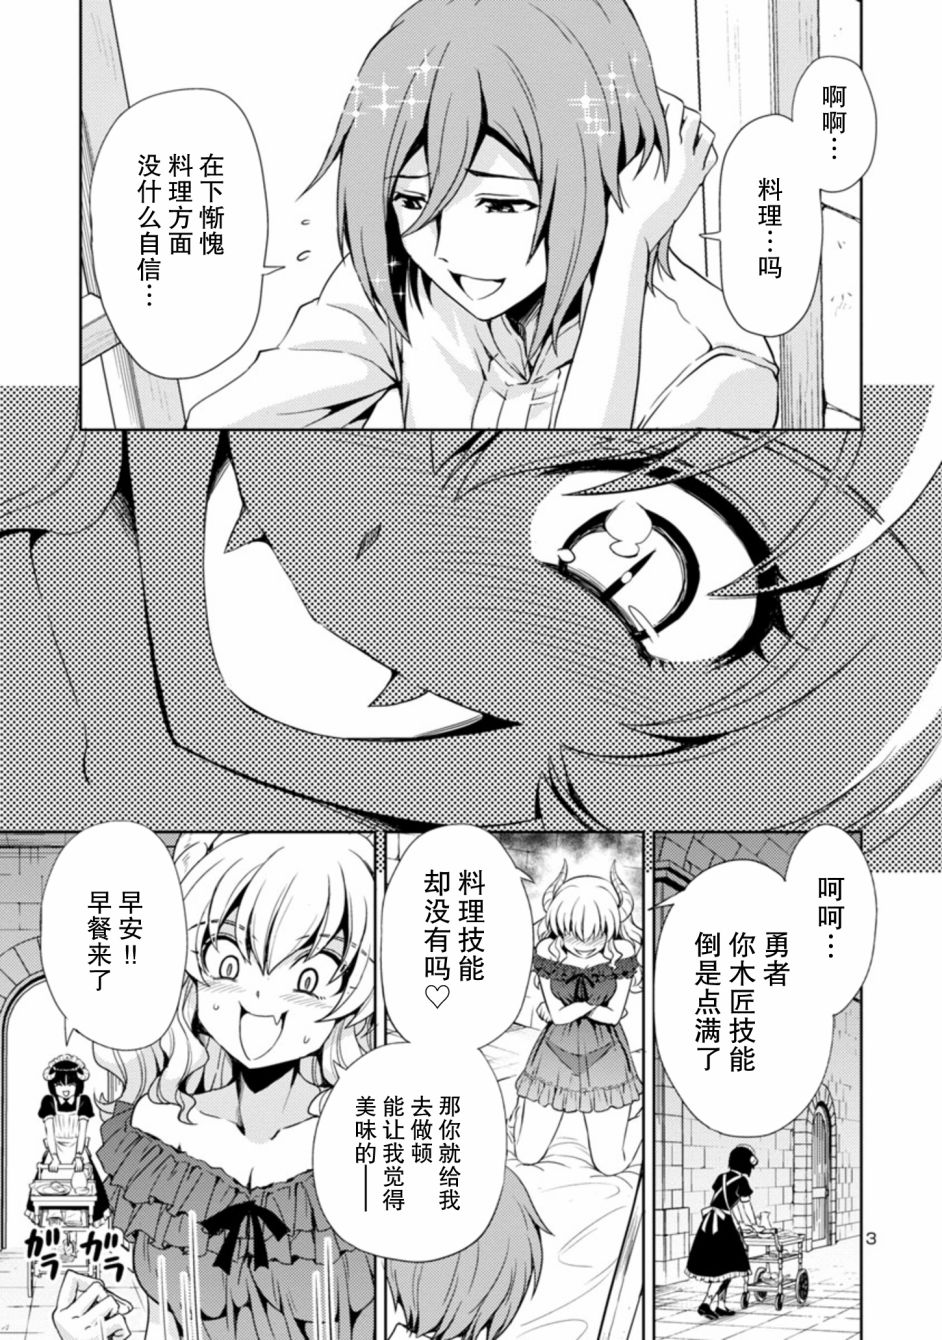 啊啊…
料理…吗
在下惭愧
料理方面
没什么自信…
呵呵…
勇者
你木匠技能
倒是点满了
料理技能
却没有吗♡
那你就给我
去做顿
能让我觉得
美味的——
早安!!
早餐来了
ガラ
ガラ
3